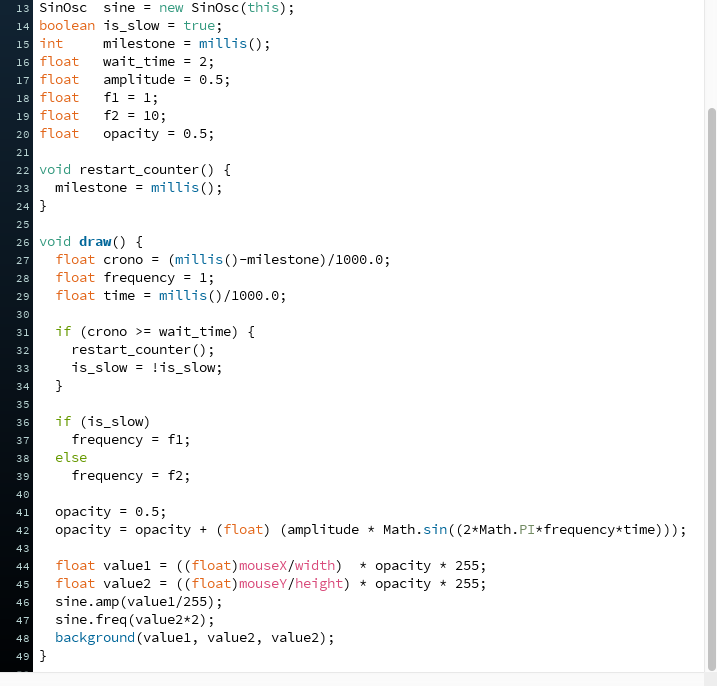 13 SinOsc  sine = new SinOsc(this);
14 boolean is_slow = true;
15 int     milestone = millis();
16 float   wait_time = 2;
17 float   amplitude = 0.5;
18 float   f1 = 1;
19 float   f2 = 10;
20 float   opacity = 0.5;
21
22 void restart_counter() {
23   milestone = millis();
24 }
25
26 void draw() {
27   float crono = (millis()-milestone)/1000.0;
28   float frequency = 1;
29   float time = millis()/1000.0;
30
31   if (crono >= wait_time) {
32     restart_counter();
33     is_slow = !is_slow;
34   }
35
36   if (is_slow)
37     frequency = f1;
38   else
39     frequency = f2;
40
41   opacity = 0.5;
42   opacity = opacity + (float) (amplitude * Math.sin((2*Math.PI*frequency*time)));
43
44   float value1 = ((float)mouseX/width)  * opacity * 255;
45   float value2 = ((float)mouseY/height) * opacity * 255;
46   sine.amp(value1/255);
47   sine.freq(value2*2);
48   background(value1, value2, value2);
49 }